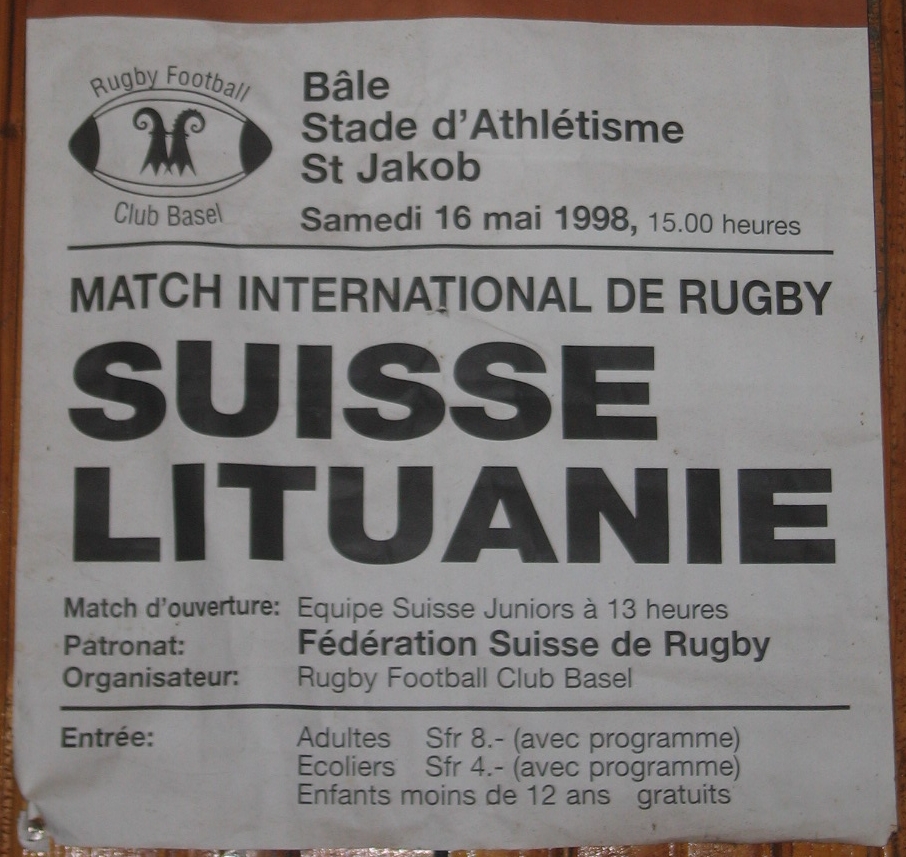 Rugby Football
Club Basel
Bâle
Stade d'Athlétisme
St Jakob
Samedi 16 mai 1998, 15.00 heures
MATCH INTERNATIONAL DE RUGBY
SUISSE
LITUANIE
Match d'ouverture: Equipe Suisse Juniors à 13 heures
Patronat: Fédération Suisse de Rugby
Organisateur: Rugby Football Club Basel
Entrée: Adultes Sfr 8.- (avec programme)
Ecoliers Sfr 4.- (avec programme)
Enfants moins de 12 ans gratuits